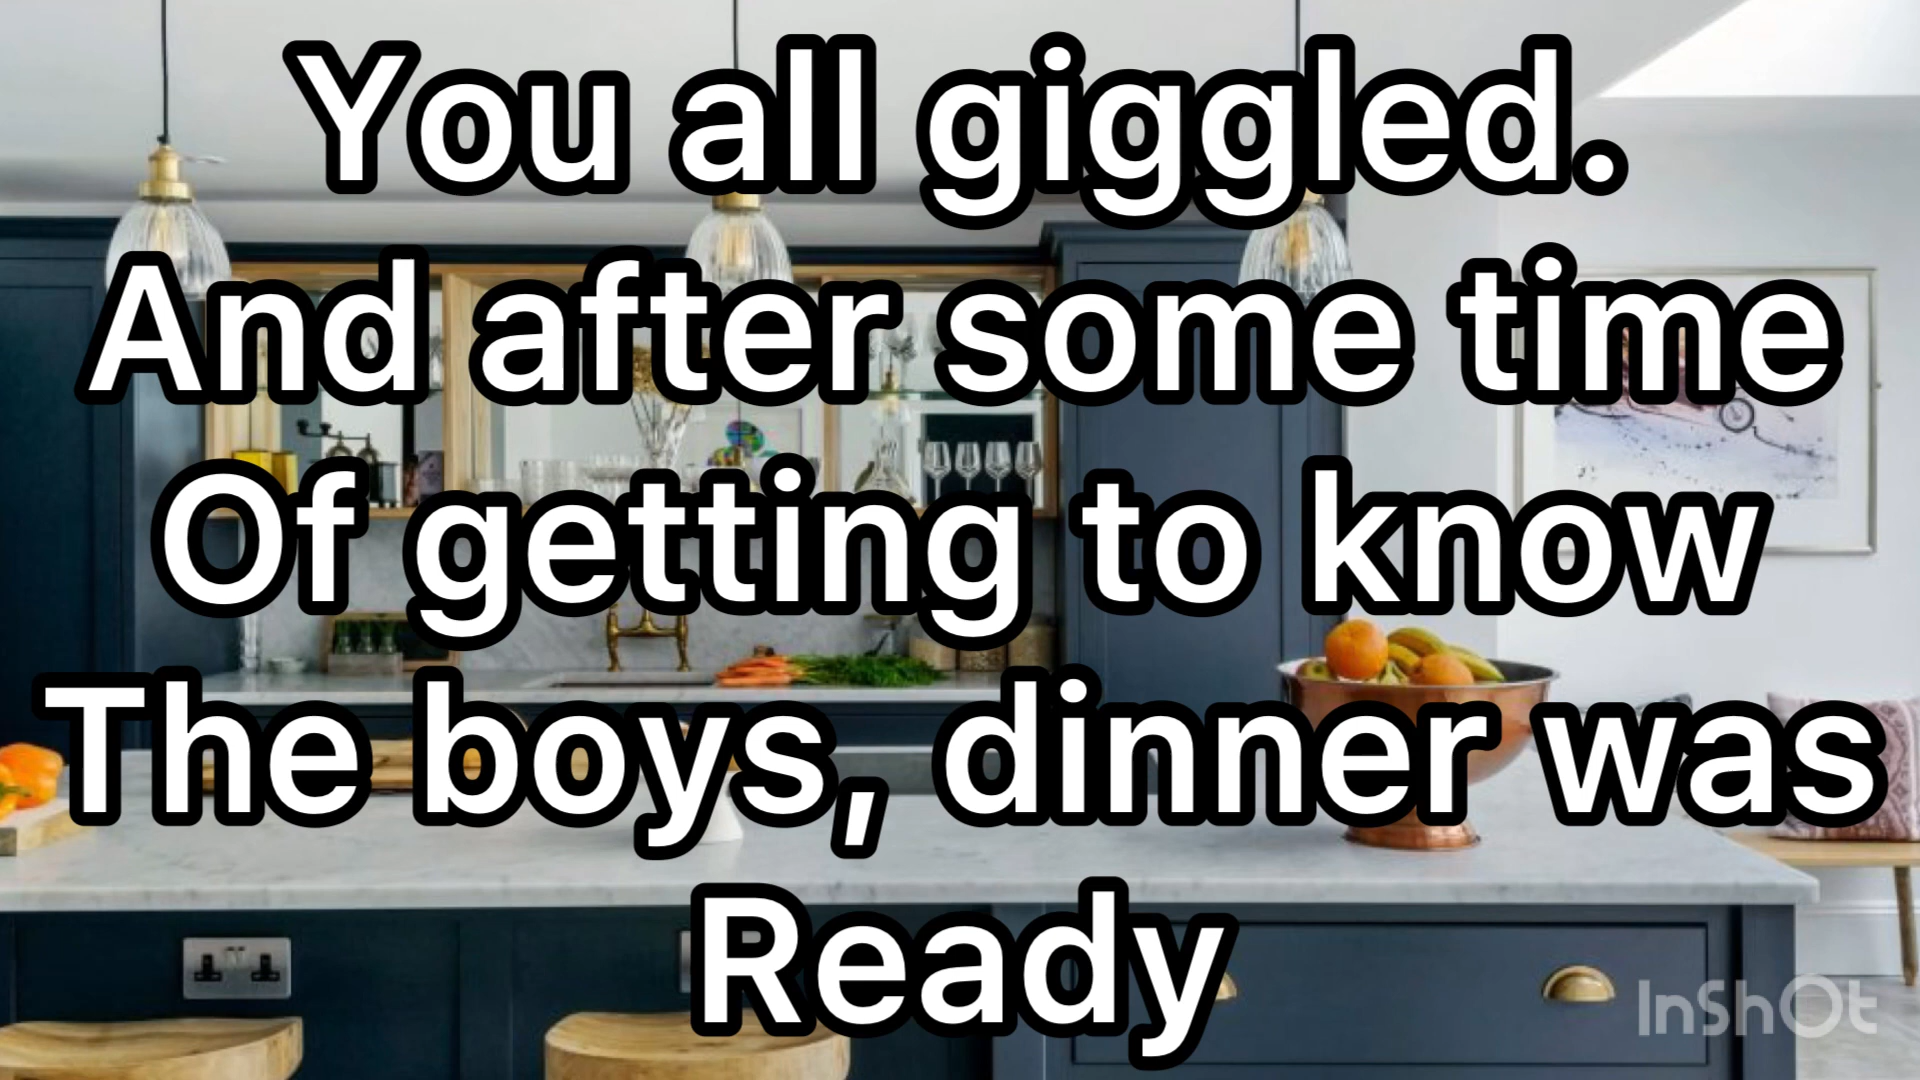 You all giggled.
And after some time
Of getting to know
The boys, dinner was
Ready
InShOt